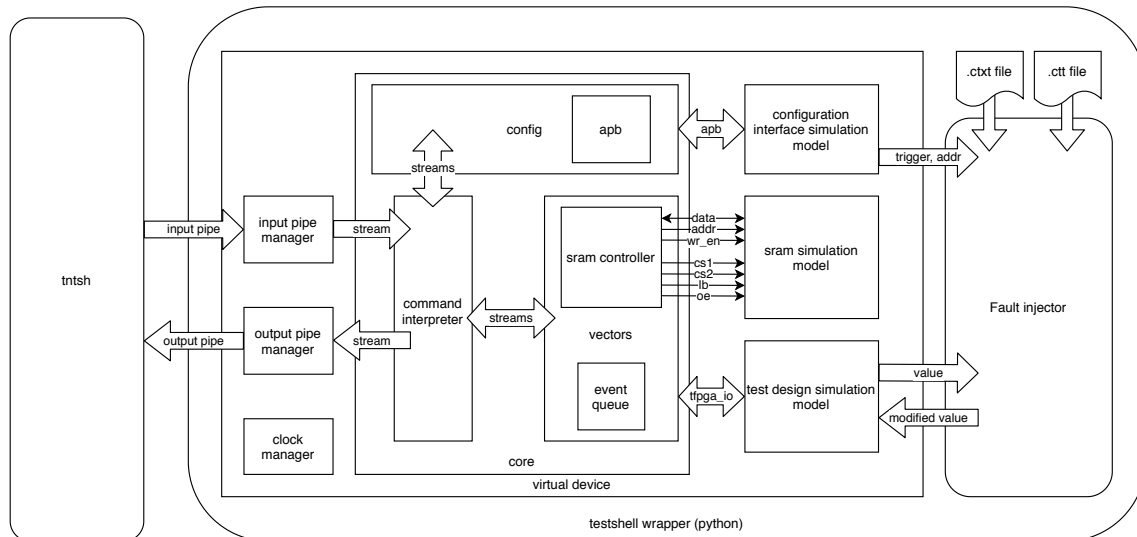 .ctxt file
.ctt file
config
apb
apb
configuration
interface simulation
model
trigger, addr
streams
input pipe
input pipe
manager
stream
sram controller
data
addr
wr_en
cs1
cs2
lb
oe
sram simulation
model
tntsh
command
interpreter
streams
vectors
Fault injector
output pipe
output pipe
manager
stream
event
queue
tfpga_io
test design simulation
model
value
modified value
clock
manager
core
virtual device
testshell wrapper (python)